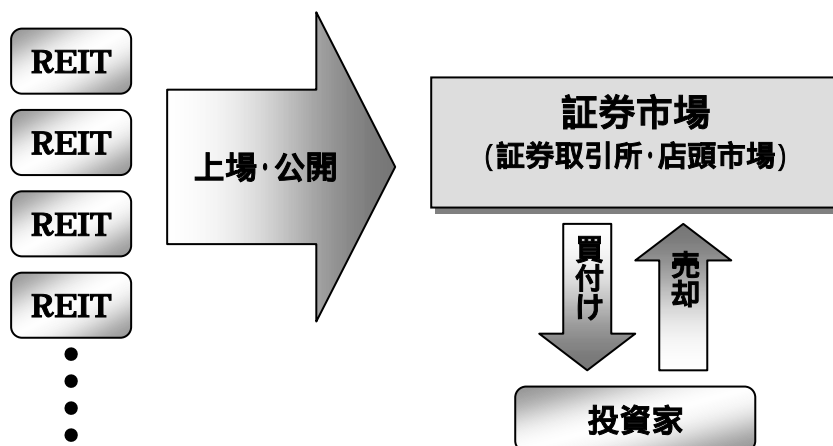 REIT
REIT
REIT
REIT
上場・公開
証券市場
(証券取引所・店頭市場)
買付け
売却
投資家